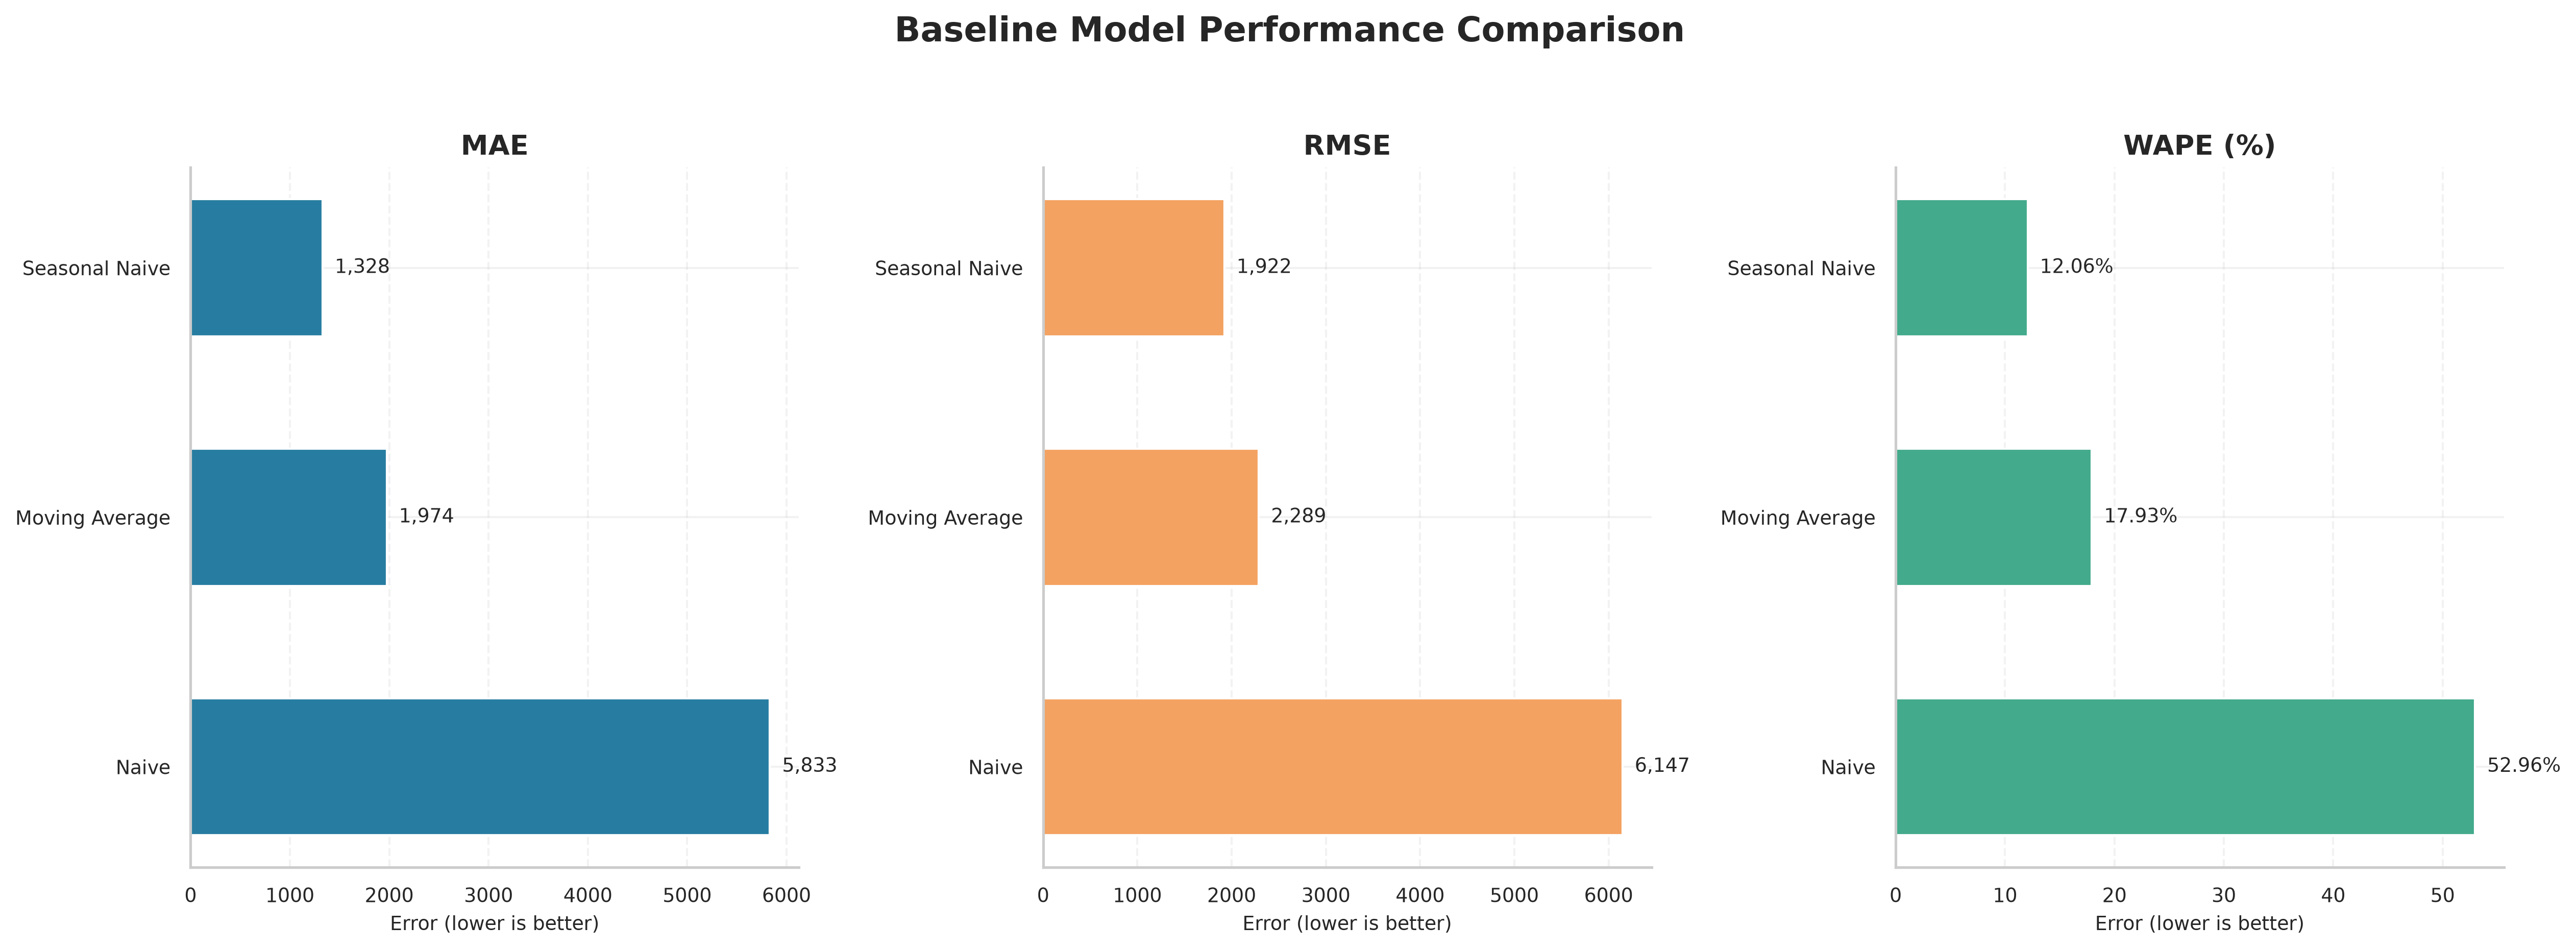 Baseline Model Performance Comparison
MAE
Seasonal Naive
1,328
Moving Average
1,974
Naive
5,833
0 1000 2000 3000 4000 5000 6000
Error (lower is better)
RMSE
Seasonal Naive
1,922
Moving Average
2,289
Naive
6,147
0 1000 2000 3000 4000 5000 6000
Error (lower is better)
WAPE (%)
Seasonal Naive
12.06%
Moving Average
17.93%
Naive
52.96%
0 10 20 30 40 50
Error (lower is better)